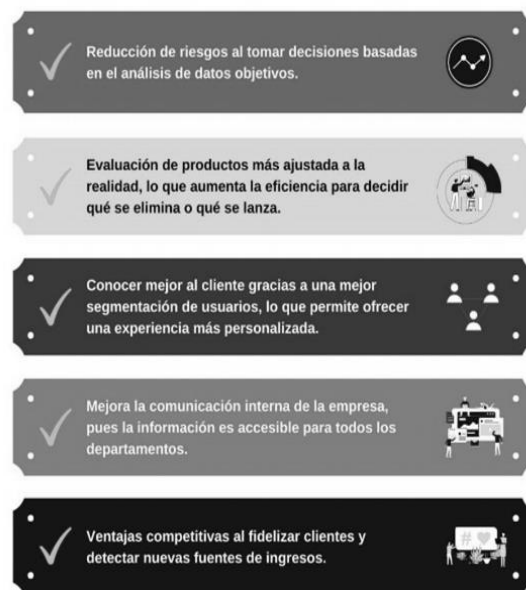 Reducción de riesgos al tomar decisiones basadas
en el análisis de datos objetivos.
Evaluación de productos más ajustada a la
realidad, lo que aumenta la eficiencia para decidir
qué se elimina o qué se lanza.
Conocer mejor al cliente gracias a una mejor
segmentación de usuarios, lo que permite ofrecer
una experiencia más personalizada.
Mejora la comunicación interna de la empresa,
pues la información es accesible para todos los
departamentos.
Ventajas competitivas al fidelizar clientes y
detectar nuevas fuentes de ingresos.
#